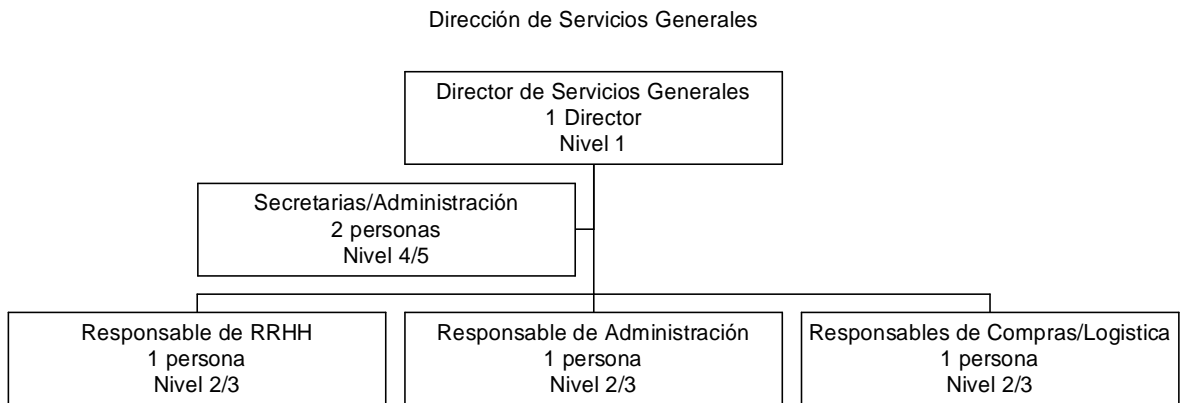 Dirección de Servicios Generales
Director de Servicios Generales
1 Director
Nivel 1
Secretarias/Administración
2 personas
Nivel 4/5
Responsable de RRHH
1 persona
Nivel 2/3
Responsable de Administración
1 persona
Nivel 2/3
Responsables de Compras/Logistica
1 persona
Nivel 2/3